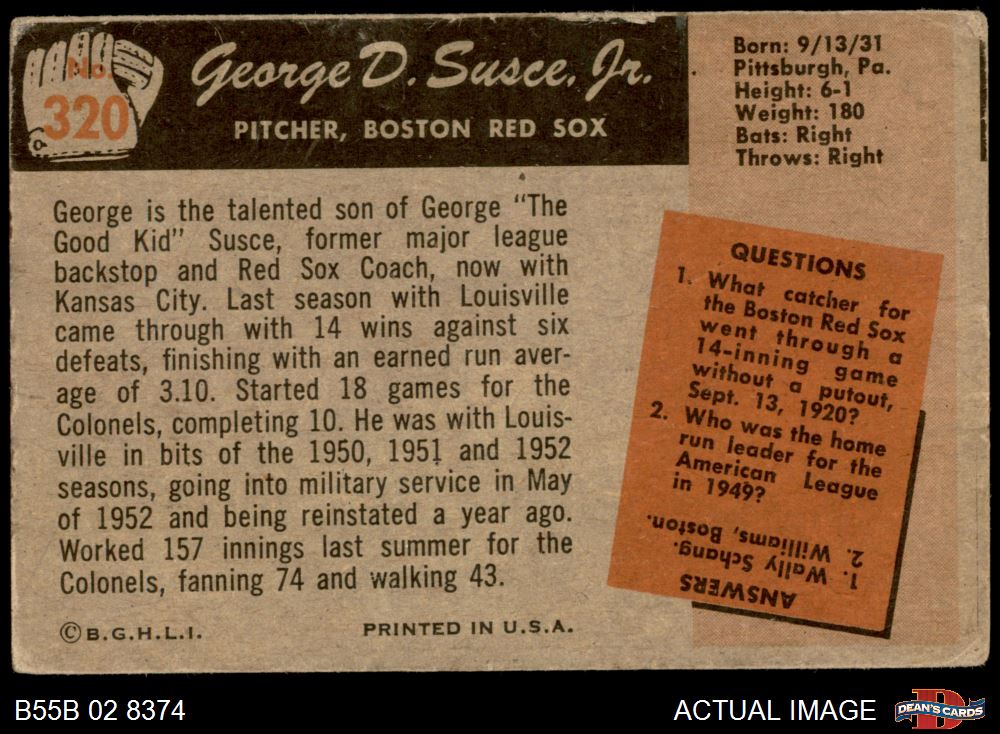 No.
320
George D. Susce, Jr.
PITCHER, BOSTON RED SOX
Born: 9/13/31
Pittsburgh, Pa.
Height: 6-1
Weight: 180
Bats: Right
Throws: Right
George is the talented son of George "The
Good Kid" Susce, former major league
backstop and Red Sox Coach, now with
Kansas City. Last season with Louisville
came through with 14 wins against six
defeats, finishing with an earned run aver-
age of 3.10. Started 18 games for the
Colonels, completing 10. He was with Louis-
ville in bits of the 1950, 1951 and 1952
seasons, going into military service in May
of 1952 and being reinstated a year ago.
Worked 157 innings last summer for the
Colonels, fanning 74 and walking 43.
©B.G.H.L.I.
PRINTED IN U.S.A.
QUESTIONS
1. What catcher for
the Boston Red Sox
went through a
14-inning game
without a putout,
Sept. 13, 1920?
2. Who was the home
run leader for the
American League
in 1949?
ANSWERS
1. Wally Schang.
2. Williams, Boston.
B55B 02 8374
ACTUAL IMAGE
DEAN'S CARDS